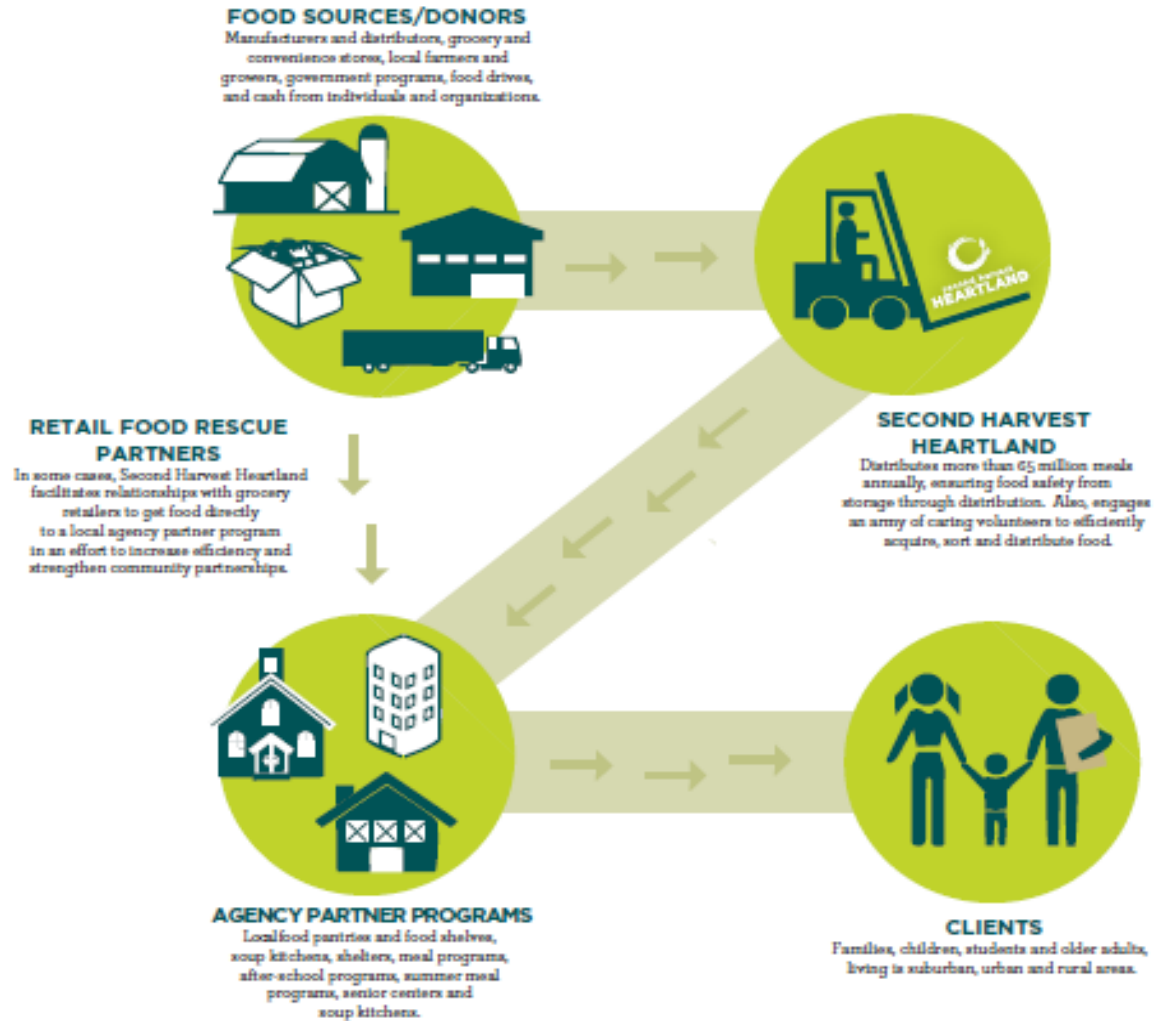 FOOD SOURCES/DONORS
Manufacturers and distributors, grocery and
convenience stores, local farmers and
growers, government programs, food drives,
and cash from individuals and organizations.
second harvest
HEARTLAND
RETAIL FOOD RESCUE
PARTNERS
In some cases, Second Harvest Heartland
facilitates relationships with grocery
retailers to get food directly
to a local agency partner program
in an effort to increase efficiency and
strengthen community partnerships.
SECOND HARVEST
HEARTLAND
Distributes more than 65 million meals
annually, ensuring food safety from
storage through distribution. Also, engages
an army of caring volunteers to efficiently
acquire, sort and distribute food.
AGENCY PARTNER PROGRAMS
Localfood pantries and food shelves,
soup kitchens, shelters, meal programs,
after-school programs, summer meal
programs, senior centers and
soup kitchens.
CLIENTS
Families, children, students and older adults,
living is suburban, urban and rural areas.